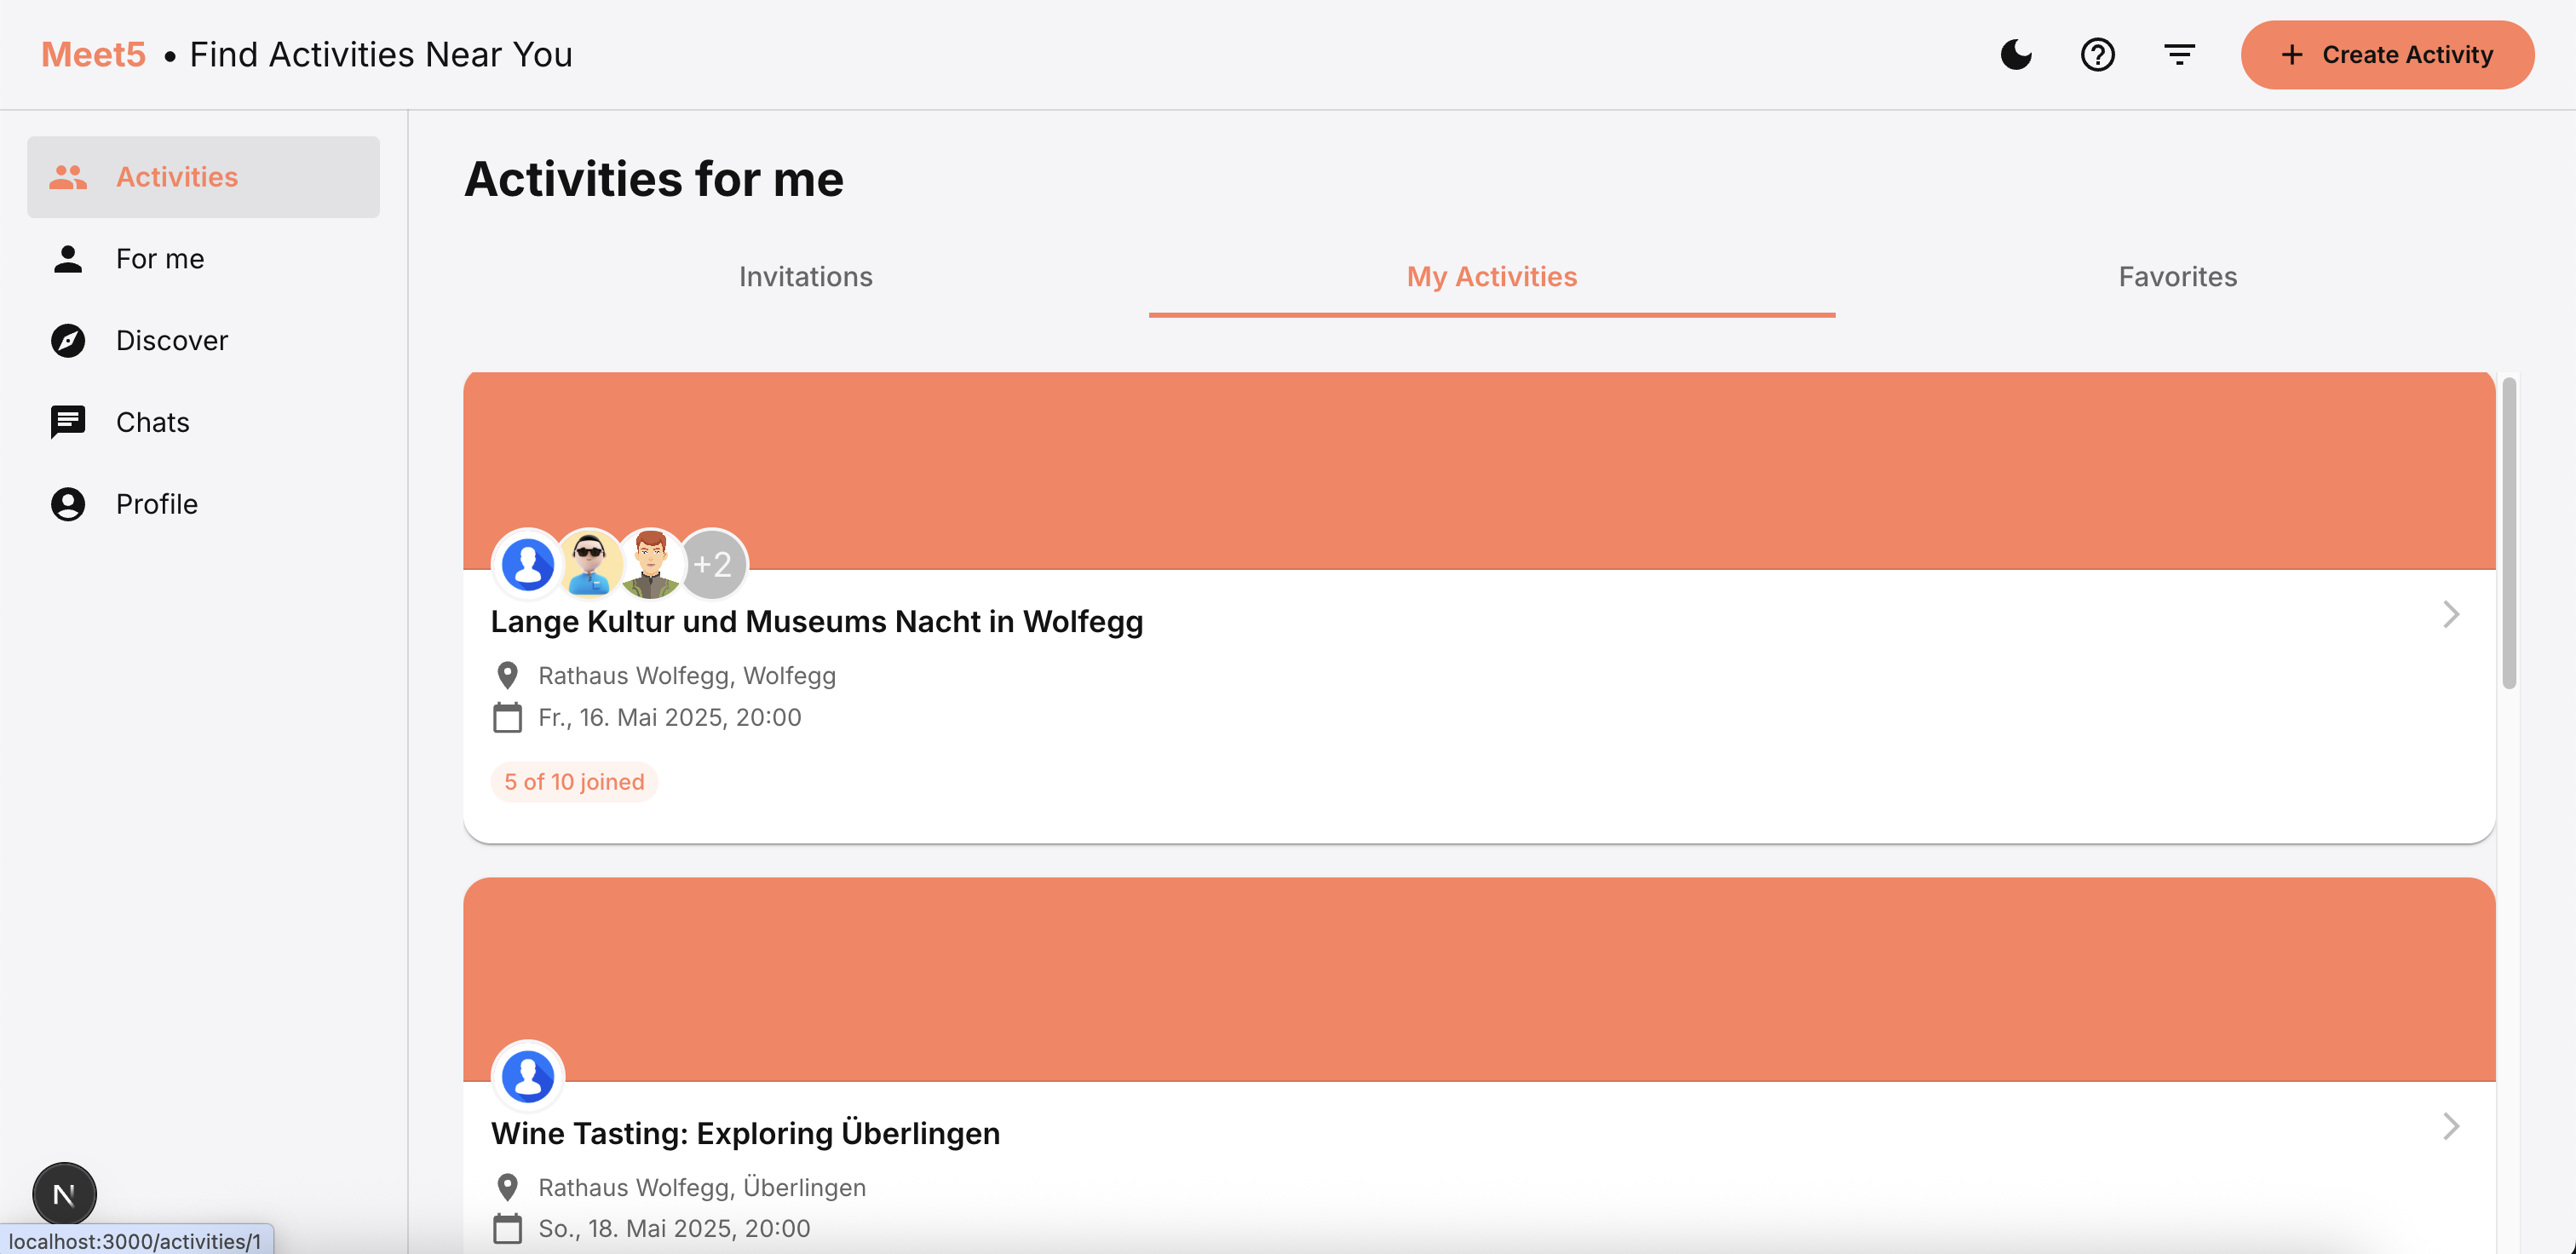 Meet5 • Find Activities Near You
Create Activity
Activities
For me
Discover
Chats
Profile
Activities for me
Invitations
My Activities
Favorites
+2
Lange Kultur und Museums Nacht in Wolfegg
Rathaus Wolfegg, Wolfegg
Fr., 16. Mai 2025, 20:00
5 of 10 joined
Wine Tasting: Exploring Überlingen
Rathaus Wolfegg, Überlingen
So., 18. Mai 2025, 20:00
N
localhost:3000/activities/1